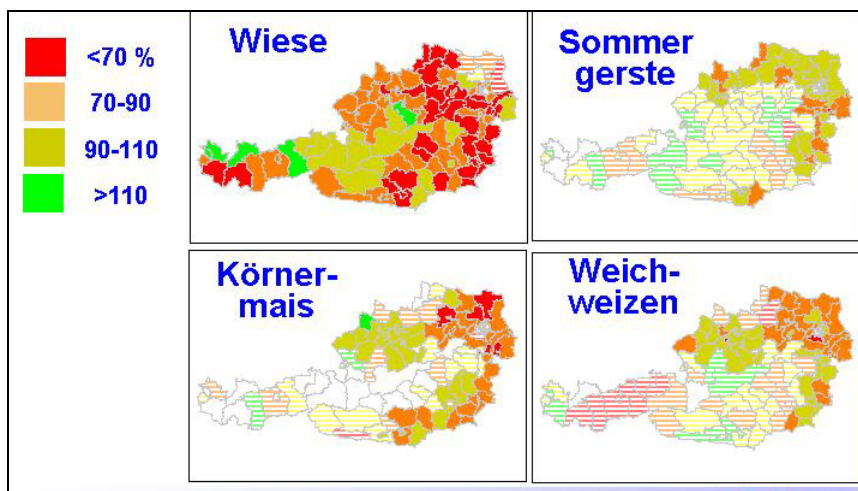 <70 %
70-90
90-110
>110
Wiese
Sommer
gerste
Körner-
mais
Weich-
weizen